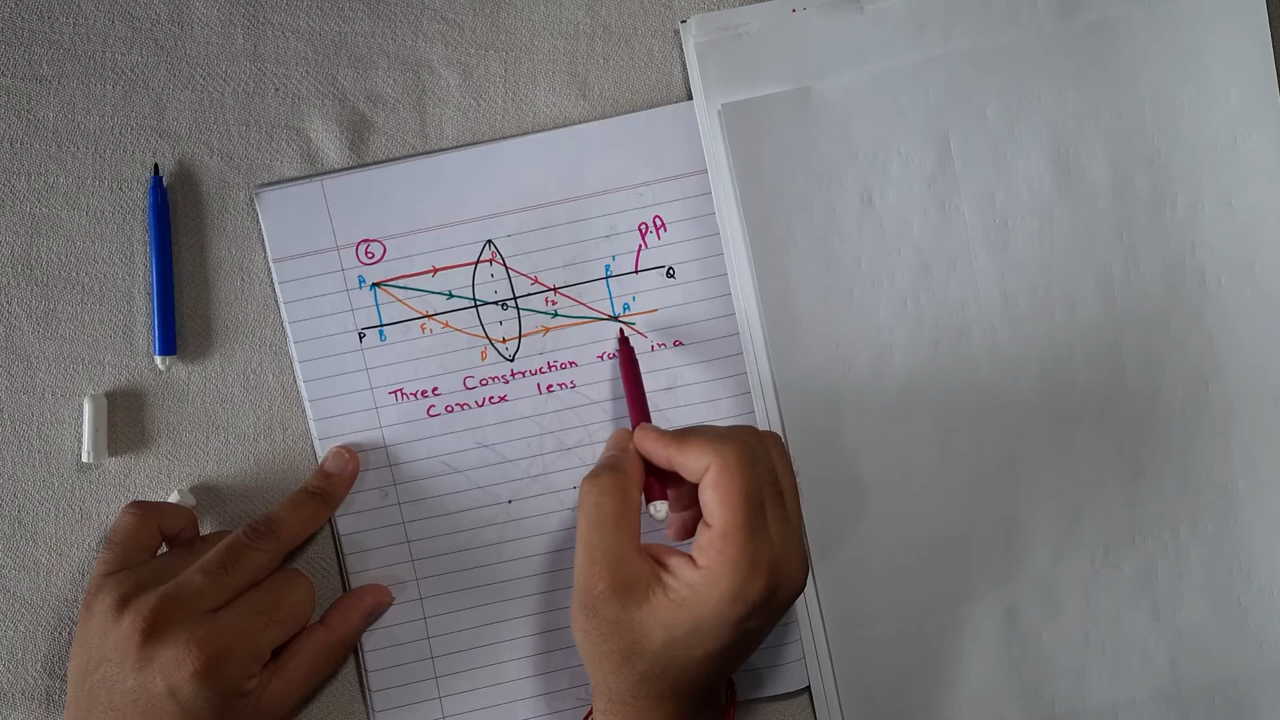 6
P.A
A
D
B'
Q
F2
O
A'
F1
P
B
D'
Three Construction in a
Convex lens